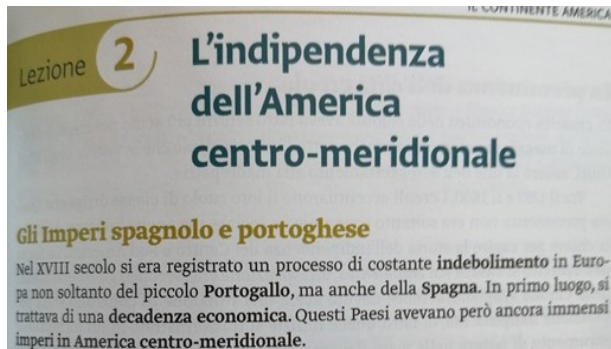 IL CONTINENTE AMERICA
Lezione 2
L'indipendenza
dell'America
centro-meridionale
Gli Imperi spagnolo e portoghese
Nel XVIII secolo si era registrato un processo di costante indebolimento in Euro-
pa non soltanto del piccolo Portogallo, ma anche della Spagna. In primo luogo, si
trattava di una decadenza economica. Questi Paesi avevano però ancora immensi
imperi in America centro-meridionale.